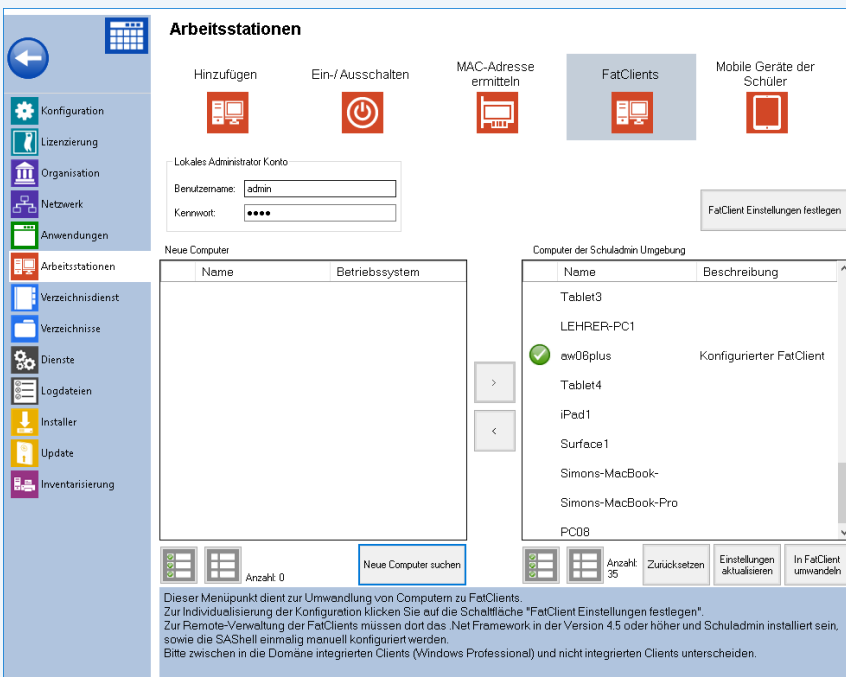 Arbeitsstationen
Hinzufügen
Ein-/Ausschalten
MAC-Adresse
ermitteln
FatClients
Mobile Geräte der
Schüler
Konfiguration
Lizenzierung
Organisation
Netzwerk
Anwendungen
Arbeitsstationen
Verzeichnisdienst
Verzeichnisse
Dienste
Logdateien
Installer
Update
Inventarisierung
Lokales Administrator Konto
Benutzername: admin
Kennwort: ●●●●
FatClient Einstellungen festlegen
Neue Computer
Name Betriebssystem
Computer der Schuladmin Umgebung
Name Beschreibung
Tablet3
LEHRER-PC1
aw06plus Konfigurierter FatClient
Tablet4
iPad1
Surface1
Simons-MacBook-
Simons-MacBook-Pro
PC08
>
<
Anzahl: 0
Neue Computer suchen
Anzahl:
35
Zurücksetzen
Einstellungen
aktualisieren
In FatClient
umwandeln
Dieser Menüpunkt dient zur Umwandlung von Computern zu FatClients.
Zur Individualisierung der Konfiguration klicken Sie auf die Schaltfläche "FatClient Einstellungen festlegen".
Zur Remote-Verwaltung der FatClients müssen dort das .Net Framework in der Version 4.5 oder höher und Schuladmin installiert sein,
sowie die SAShell einmalig manuell konfiguriert werden.
Bitte zwischen in die Domäne integrierten Clients (Windows Professional) und nicht integrierten Clients unterscheiden.